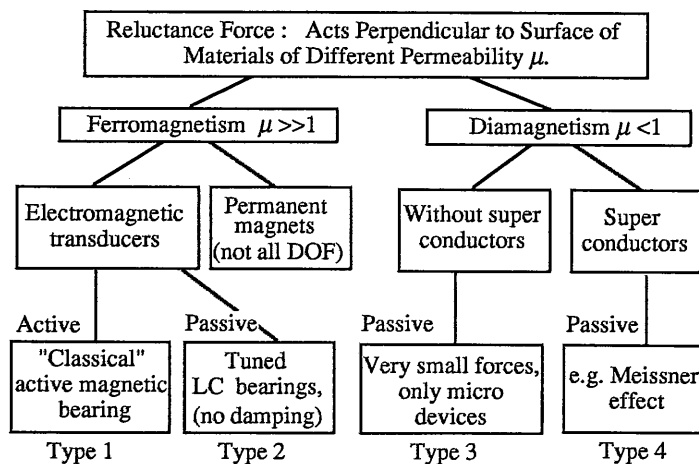 Reluctance Force : Acts Perpendicular to Surface of
Materials of Different Permeability μ.
Ferromagnetism μ >>1
Diamagnetism μ <1
Electromagnetic
transducers
Permanent
magnets
(not all DOF)
Without super
conductors
Super
conductors
Active
Passive
Passive
Passive
"Classical"
active magnetic
bearing
Tuned
LC bearings,
(no damping)
Very small forces,
only micro
devices
e.g. Meissner
effect
Type 1
Type 2
Type 3
Type 4